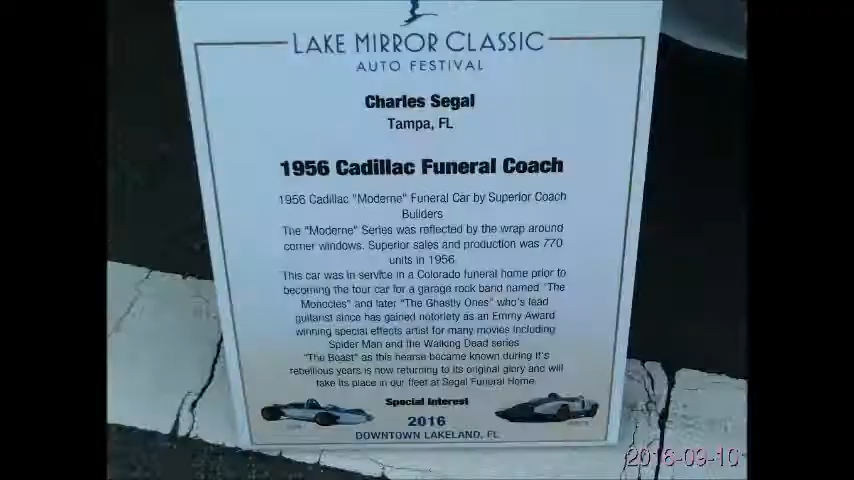 LAKE MIRROR CLASSIC
AUTO FESTIVAL
Charles Segal
Tampa, FL
1956 Cadillac Funeral Coach
1956 Cadillac "Moderne" Funeral Car by Superior Coach
Builders
The "Moderne" Series was reflected by the wrap around
corner windows. Superior sales and production was 770
units in 1956.
This car was in service in a Colorado funeral home prior to
becoming the tour car for a garage rock band named "The
Monocles" and later "The Ghastly Ones" who's lead
guitarist since has gained notoriety as an Emmy Award
winning special effects artist for many movies including
Spider Man and the Walking Dead series
"The Beast" as this hearse became known during it's
rebellious years is now returning to its original glory and will
take its place in our fleet at Segal Funeral Home.
Special Interest
2016
DOWNTOWN LAKELAND, FL